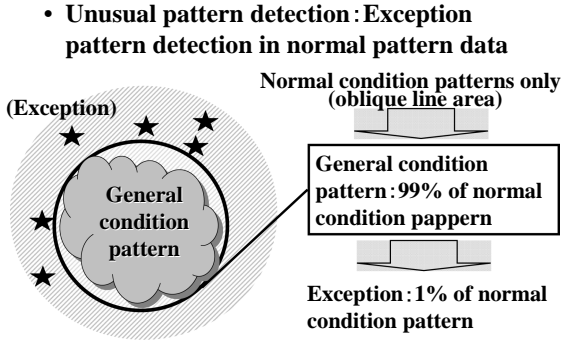 • Unusual pattern detection:Exception
pattern detection in normal pattern data
(Exception)
General
condition
pattern
Normal condition patterns only
(oblique line area)
General condition
pattern:99% of normal
condition pappern
Exception:1% of normal
condition pattern